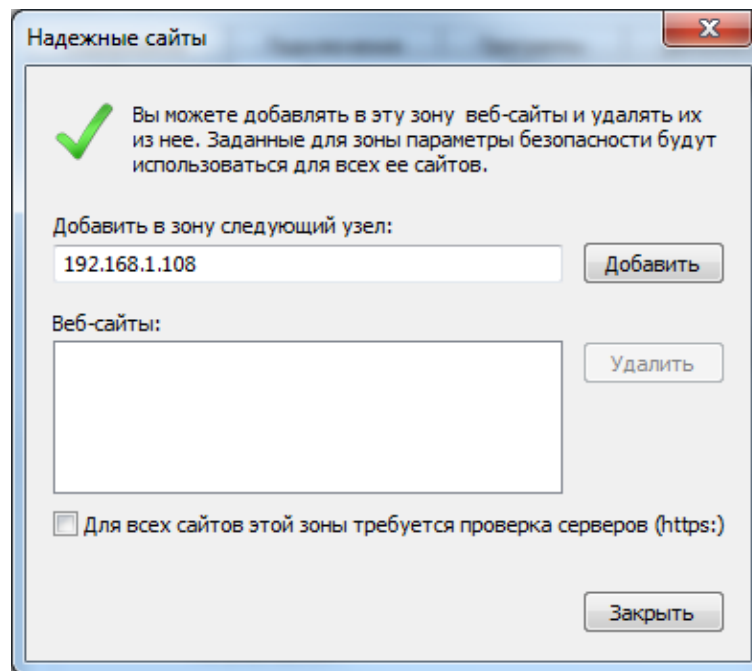 Надежные сайты
Вы можете добавлять в эту зону веб-сайты и удалять их
из нее. Заданные для зоны параметры безопасности будут
использоваться для всех ее сайтов.
Добавить в зону следующий узел:
192.168.1.108
Добавить
Веб-сайты:
Удалить
Для всех сайтов этой зоны требуется проверка серверов (https:)
Закрыть